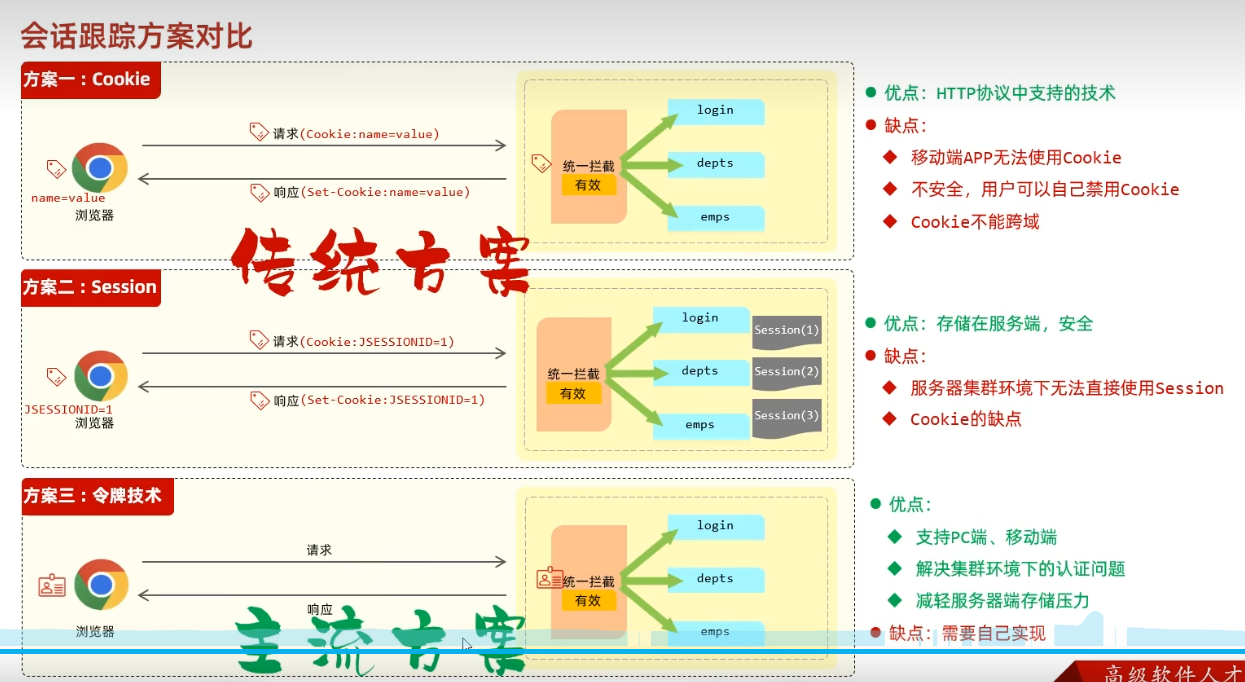 会话跟踪方案对比
方案一：Cookie
请求(Cookie:name=value)
响应(Set-Cookie:name=value)
name=value
浏览器
统一拦截
有效
login
depts
emps
优点：HTTP协议中支持的技术
缺点：
移动端APP无法使用Cookie
不安全，用户可以自己禁用Cookie
Cookie不能跨域
传统方案
方案二：Session
请求(Cookie:JSESSIONID=1)
响应(Set-Cookie:JSESSIONID=1)
JSESSIONID=1
浏览器
统一拦截
有效
login
depts
emps
Session(1)
Session(2)
Session(3)
优点：存储在服务端，安全
缺点：
服务器集群环境下无法直接使用Session
Cookie的缺点
方案三：令牌技术
请求
响应
浏览器
统一拦截
有效
login
depts
emps
优点：
支持PC端、移动端
解决集群环境下的认证问题
减轻服务器端存储压力
缺点：需要自己实现
主流方案
高级软件人才